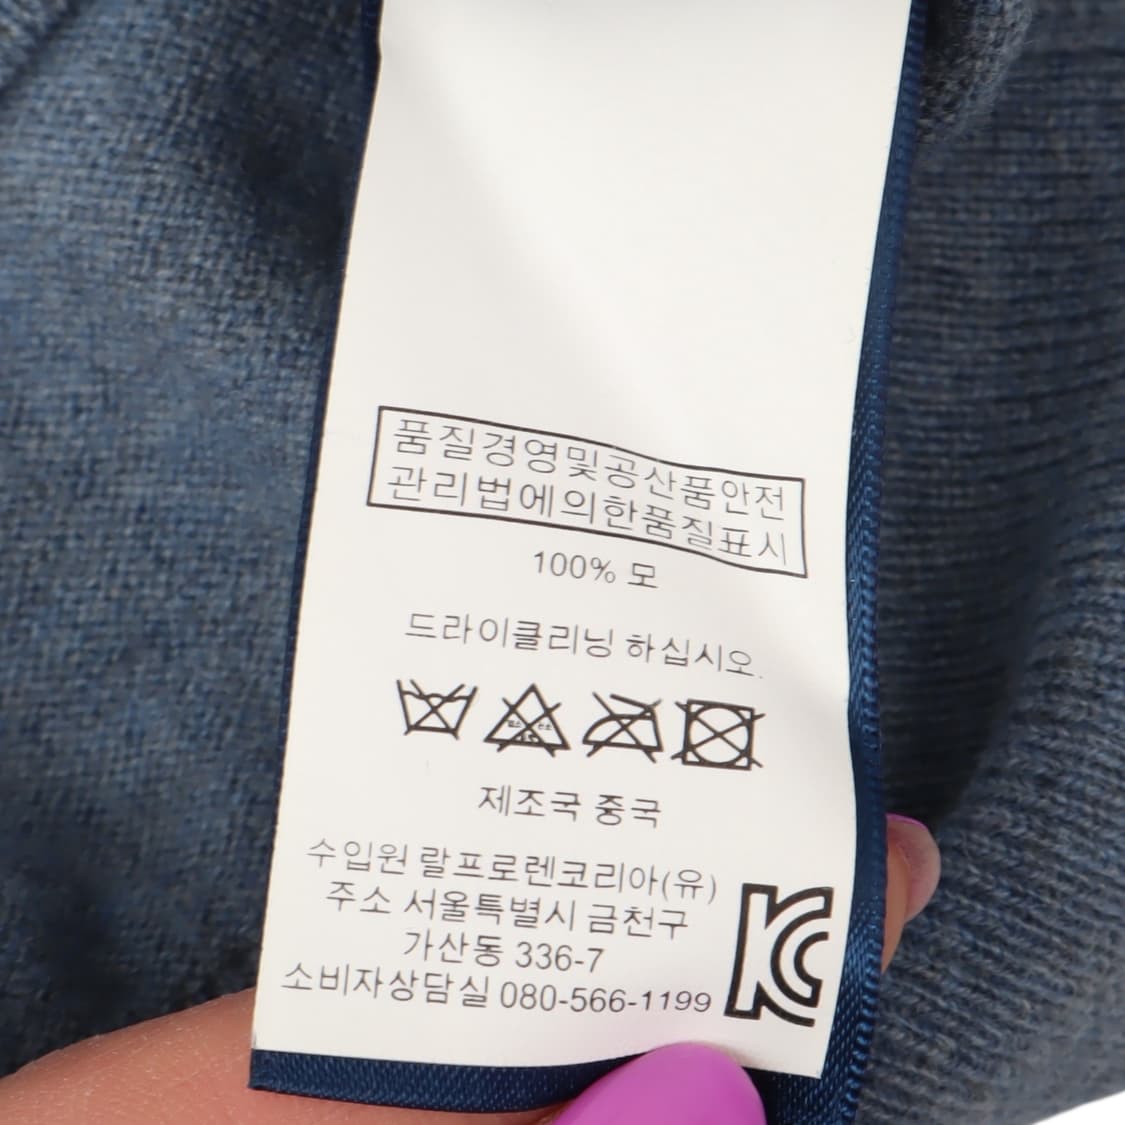 품질경영및공산품안전
관리법에의한품질표시
100% 모
드라이클리닝 하십시오.
제조국 중국
수입원 랄프로렌코리아(유)
주소 서울특별시 금천구
가산동 336-7
소비자상담실 080-566-1199
KC